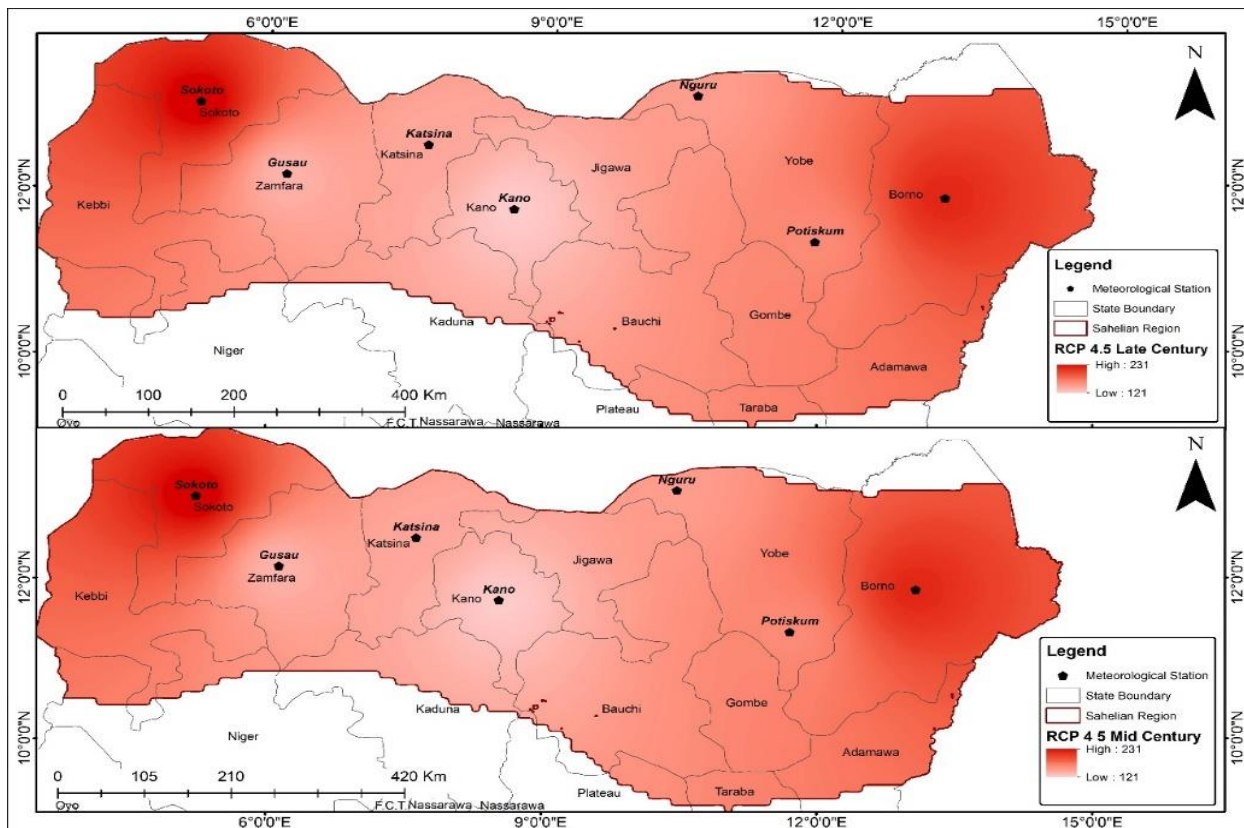 6°0'0"E 9°0'0"E 12°0'0"E 15°0'0"E
N
Sokoto
Sokoto
Nguru
Katsina
Katsina
Gusau
Zamfara
Jigawa
Yobe
12°0'0"N
12°0'0"N
Kebbi
Kano
Kano
Borno
Potiskum
Legend
Meteorological Station
State Boundary
Sahelian Region
RCP 4.5 Late Century
High : 231
Low : 121
Kaduna
Bauchi
Gombe
Niger
10°0'0"N
Adamawa
10°0'0"N
0 50 100 200 300 400 Km
Plateau
Taraba
Oyo
F.C.T. Nassarawa Nassarawa
N
Sokoto
Sokoto
Nguru
Katsina
Katsina
Gusau
Zamfara
Jigawa
Yobe
12°0'0"N
12°0'0"N
Kebbi
Kano
Kano
Borno
Potiskum
Legend
Meteorological Station
State Boundary
Sahelian Region
RCP 4 5 Mid Century
High : 231
Low : 121
Kaduna
Bauchi
Gombe
Niger
10°0'0"N
Adamawa
10°0'0"N
0 105 210 420 Km
Plateau
Taraba
Oyo
F.C.T. Nassarawa Nassarawa
6°0'0"E 9°0'0"E 12°0'0"E 15°0'0"E